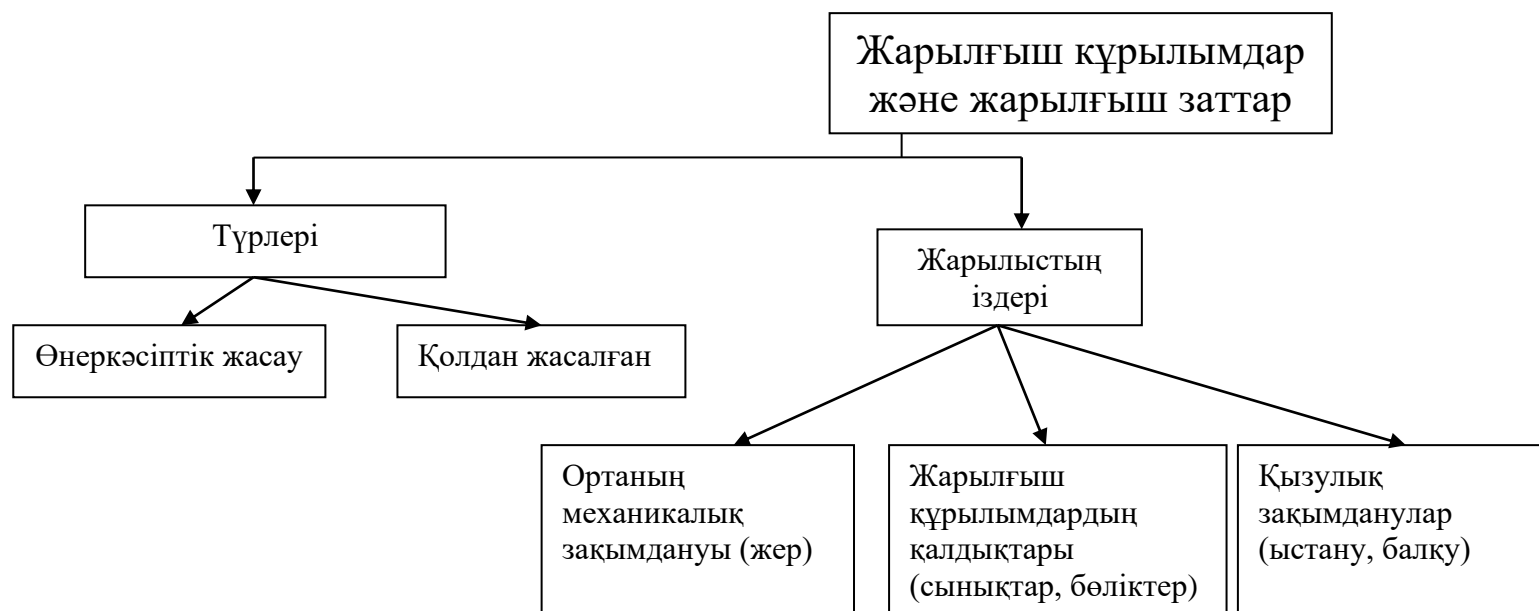 Жарылғыш құрылымдар
және жарылғыш заттар
Түрлері
Жарылыстың
іздері
Өнеркәсіптік жасау
Қолдан жасалған
Ортаның
механикалық
зақымдануы (жер)
Жарылғыш
құрылымдардың
қалдықтары
(сынықтар, бөліктер)
Қызулық
зақымданулар
(ыстану, балқу)